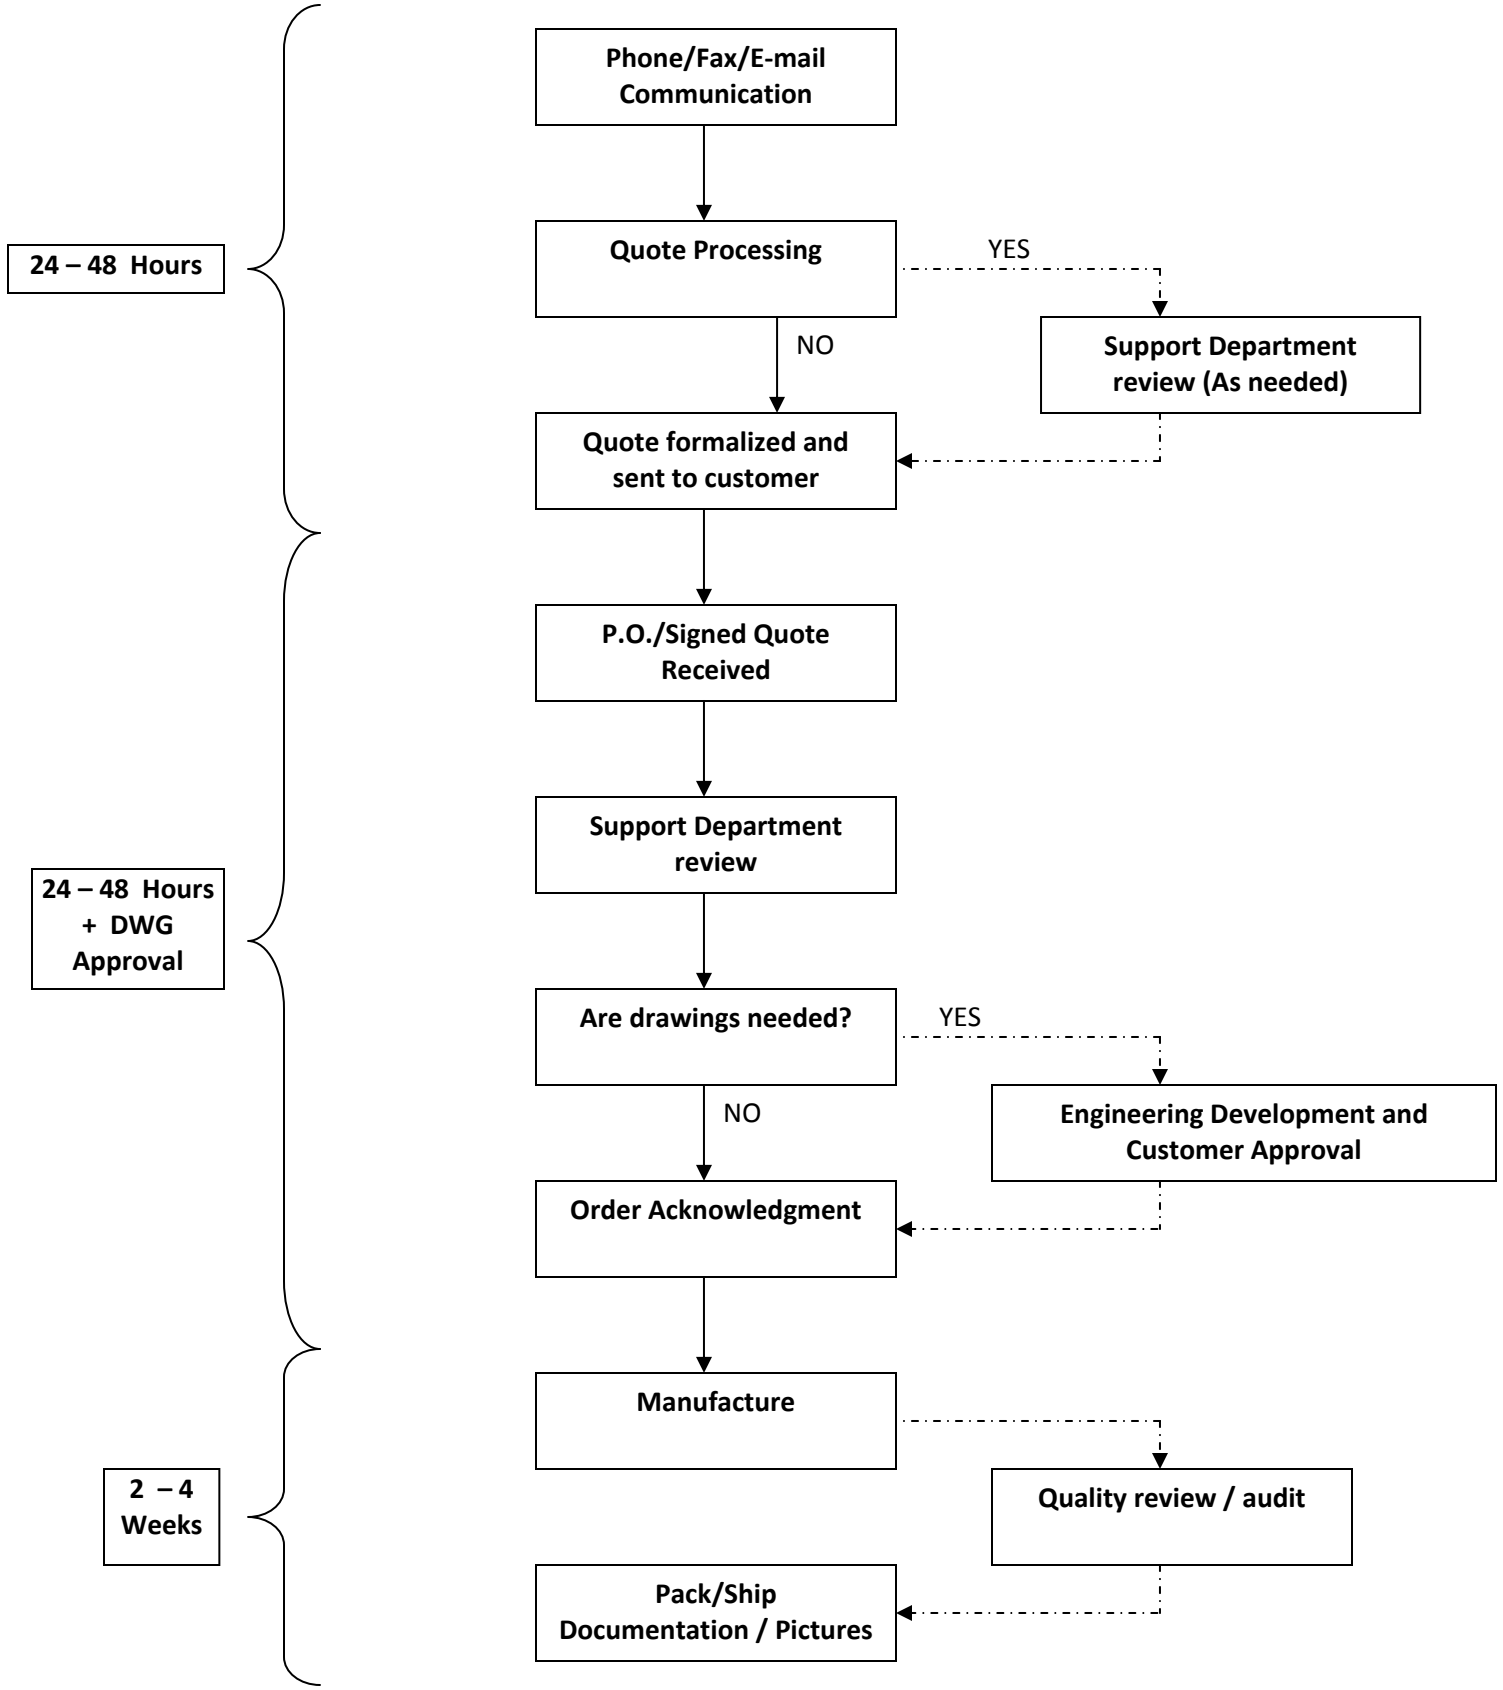 Phone/Fax/E-mail
Communication
Quote Processing
YES
24 – 48  Hours
NO
Support Department
review (As needed)
Quote formalized and
sent to customer
P.O./Signed Quote
Received
Support Department
review
24 – 48  Hours
+  DWG
Approval
Are drawings needed?
YES
NO
Engineering Development and
Customer Approval
Order Acknowledgment
Manufacture
2  – 4
Weeks
Quality review / audit
Pack/Ship
Documentation / Pictures